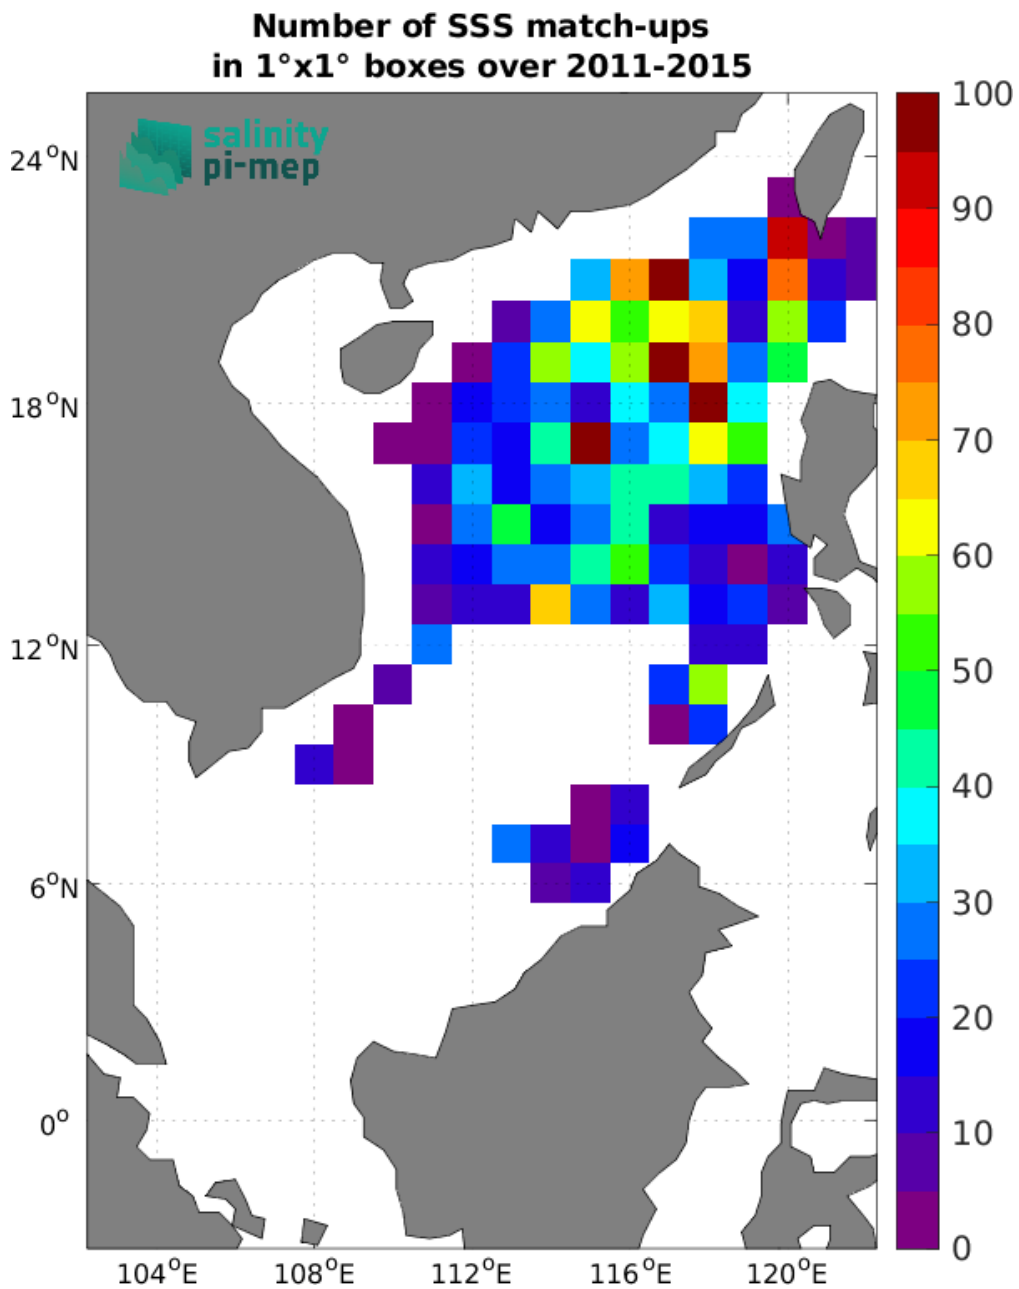 Number of SSS match-ups
in 1°x1° boxes over 2011-2015
salinity
pi-mep
24°N
18°N
12°N
6°N
0°
104°E
108°E
112°E
116°E
120°E
100
90
80
70
60
50
40
30
20
10
0